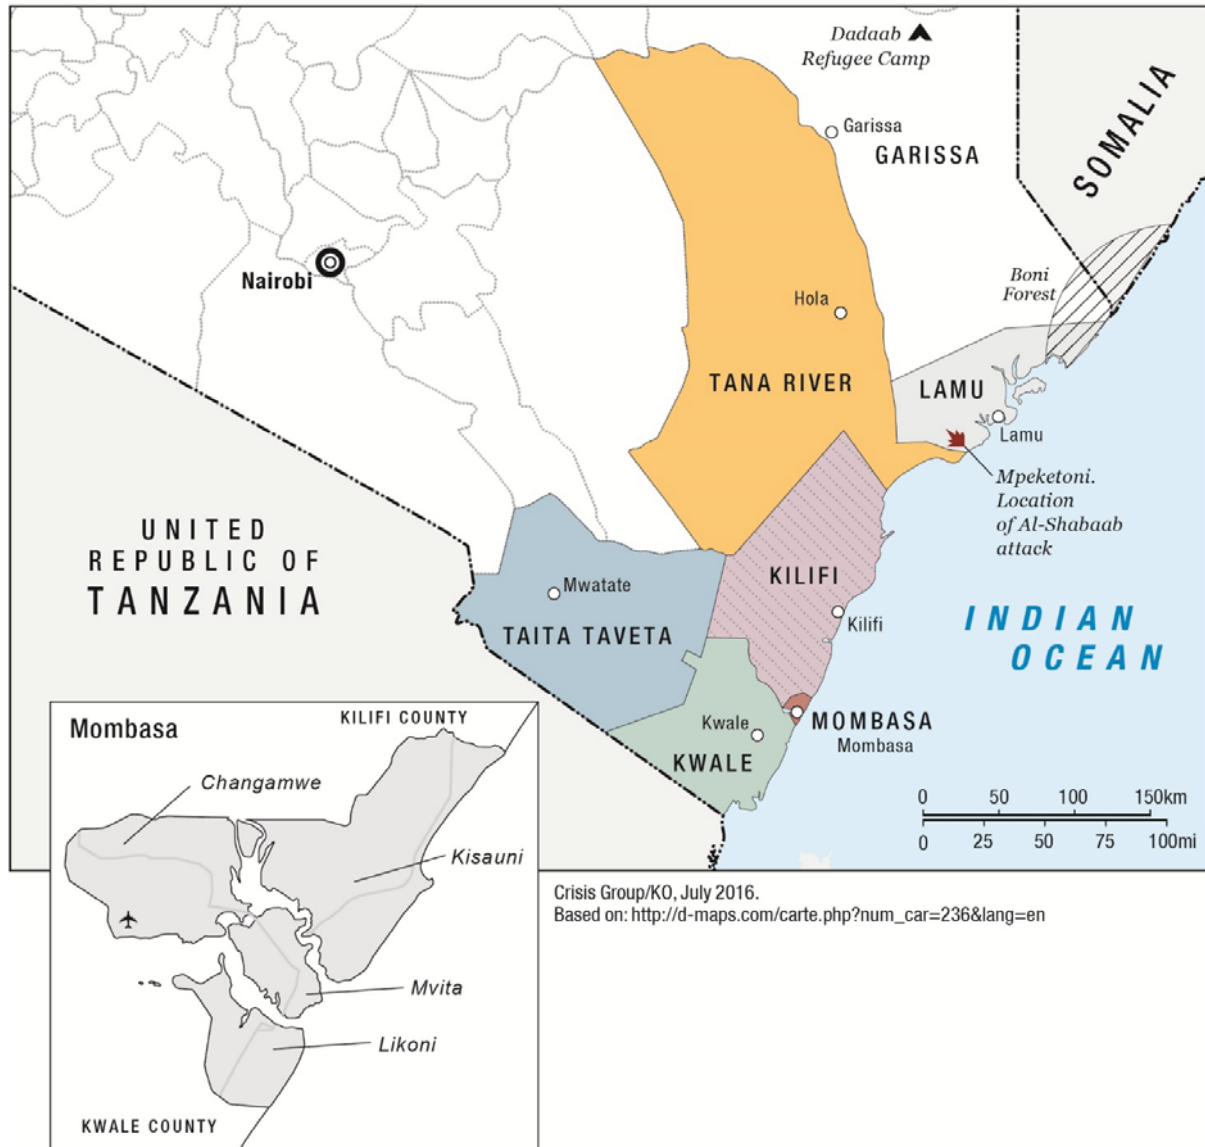 Dadaab
Refugee Camp
SOMALIA
Garissa
GARISSA
Nairobi
Boni
Forest
Hola
TANA RIVER
LAMU
Lamu
Mpeketoni.
Location
of Al-Shabaab
attack
UNITED
REPUBLIC OF
TANZANIA
Mwatate
TAITA TAVETA
KILIFI
Kilifi
INDIAN
OCEAN
Kwale
KWALE
MOMBASA
Mombasa
0 50 100 150km
0 25 50 75 100mi
Mombasa
KILIFI COUNTY
Changamwe
Kisauni
Mvita
Likoni
KWALE COUNTY
Crisis Group/KO, July 2016.
Based on: http://d-maps.com/carte.php?num_car=236&lang=en